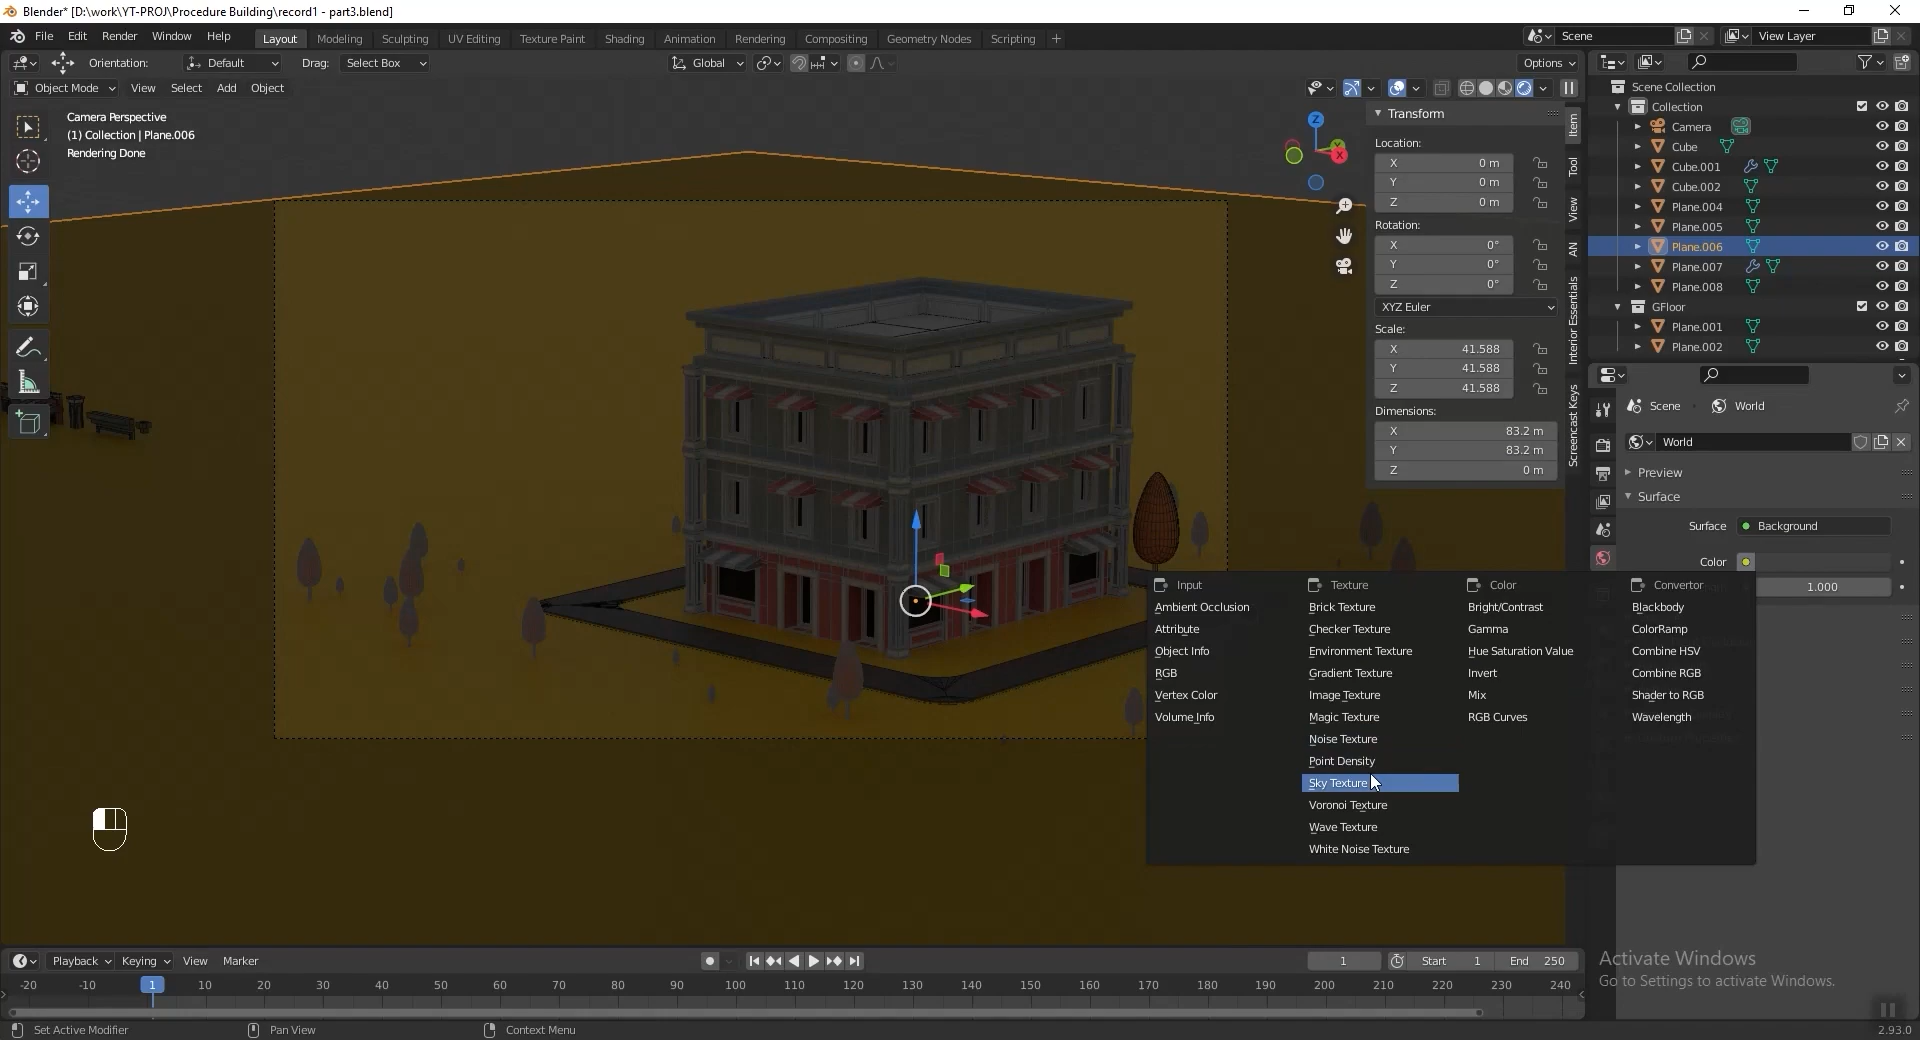 Blender* [D:\work\YT-PROJ\Procedure Building\record1 - part3.blend]
File Edit Render Window Help Layout Modeling Sculpting UV Editing Texture Paint Shading Animation Rendering Compositing Geometry Nodes Scripting + Scene View Layer
Orientation: Default Drag: Select Box Global Options
Object Mode View Select Add Object
Camera Perspective
(1) Collection | Plane.006
Rendering Done
Z
X
Transform
Location:
X 0 m
Y 0 m
Z 0 m
Rotation:
X 0°
Y 0°
Z 0°
XYZ Euler
Scale:
X 41.588
Y 41.588
Z 41.588
Dimensions:
X 83.2 m
Y 83.2 m
Z 0 m
Item
Tool
View
AN
Interior Essentials
Screencast Keys
Scene Collection
Collection
Camera
Cube
Cube.001
Cube.002
Plane.004
Plane.005
Plane.006
Plane.007
Plane.008
GFloor
Plane.001
Plane.002
Scene World
World
Preview
Surface
Surface Background
Color
1.000
Input
Ambient Occlusion
Attribute
Object Info
RGB
Vertex Color
Volume Info
Texture
Brick Texture
Checker Texture
Environment Texture
Gradient Texture
Image Texture
Magic Texture
Noise Texture
Point Density
Sky Texture
Voronoi Texture
Wave Texture
White Noise Texture
Color
Bright/Contrast
Gamma
Hue Saturation Value
Invert
Mix
RGB Curves
Convertor
Blackbody
ColorRamp
Combine HSV
Combine RGB
Shader to RGB
Wavelength
Activate Windows
Go to Settings to activate Windows.
Playback Keying View Marker 1 Start 1 End 250
-20 -10 1 10 20 30 40 50 60 70 80 90 100 110 120 130 140 150 160 170 180 190 200 210 220 230 240
Set Active Modifier Pan View Context Menu 2.93.0